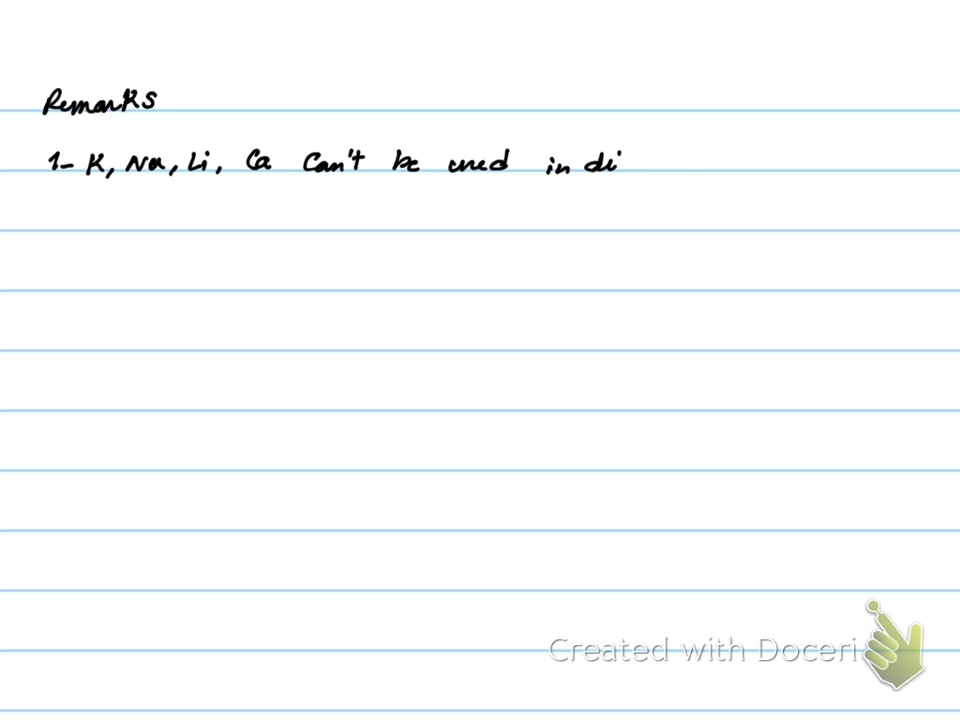 Remarks
1- K, Na, Li, Ca Can't be used in di
Created with Doceri